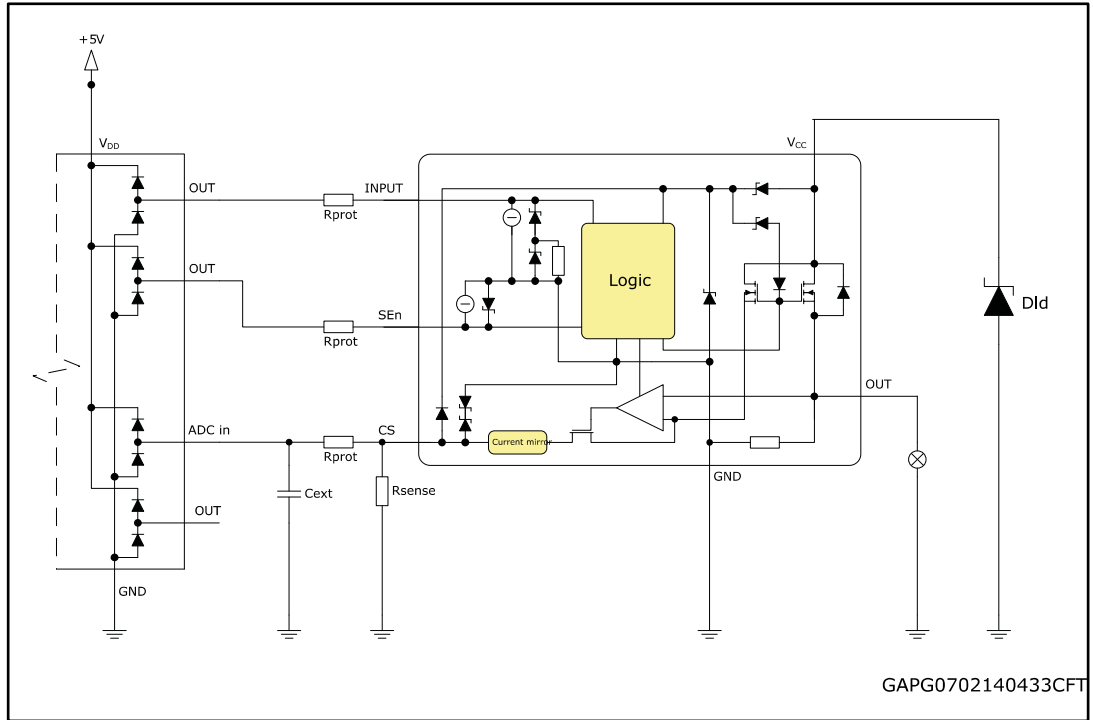 +5V
VDD
VCC
OUT
INPUT
Rprot
Logic
OUT
Dld
SEn
Rprot
OUT
ADC in
CS
Current mirror
Rprot
GND
Cext
Rsense
OUT
GND
GAPG0702140433CFT